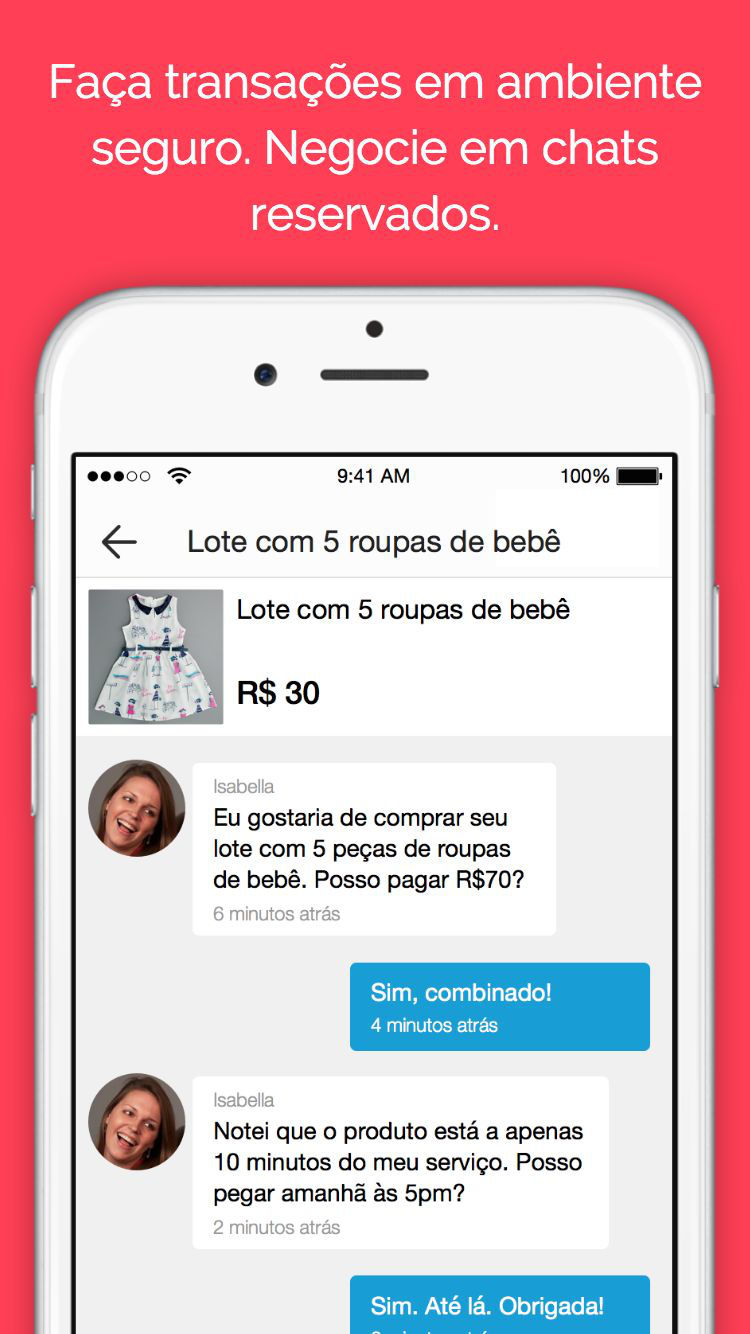 Faça transações em ambiente
seguro. Negocie em chats
reservados.
9:41 AM
100%
Lote com 5 roupas de bebê
Lote com 5 roupas de bebê
R$ 30
Isabella
Eu gostaria de comprar seu
lote com 5 peças de roupas
de bebê. Posso pagar R$70?
6 minutos atrás
Sim, combinado!
4 minutos atrás
Isabella
Notei que o produto está a apenas
10 minutos do meu serviço. Posso
pegar amanhã às 5pm?
2 minutos atrás
Sim. Até lá. Obrigada!